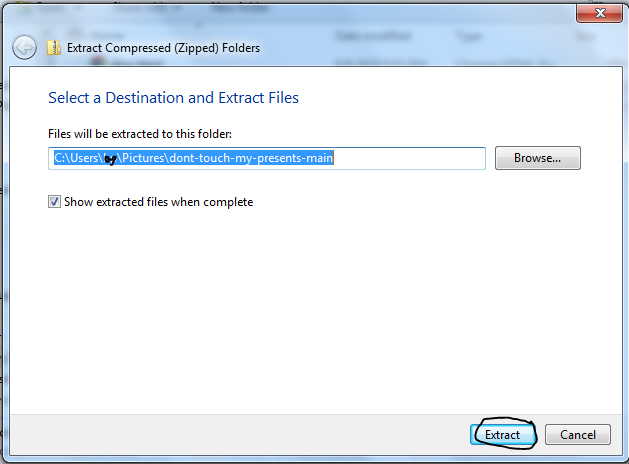 Extract Compressed (Zipped) Folders
Select a Destination and Extract Files
Files will be extracted to this folder:
C:\Users\ \Pictures\dont-touch-my-presents-main
Browse...
Show extracted files when complete
Extract
Cancel